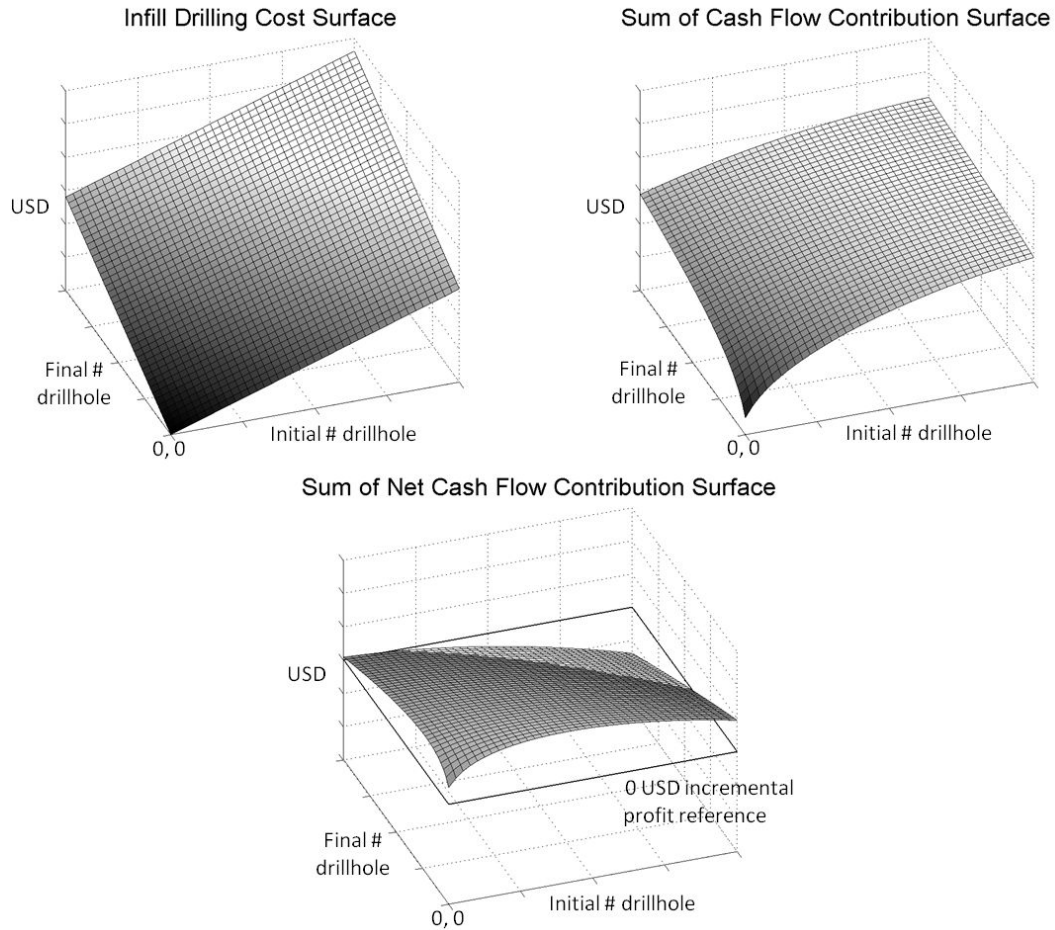 Infill Drilling Cost Surface
Sum of Cash Flow Contribution Surface
USD
Final #
drillhole
Initial # drillhole
0, 0
USD
Final #
drillhole
Initial # drillhole
0, 0
Sum of Net Cash Flow Contribution Surface
USD
0 USD incremental
profit reference
Final #
drillhole
Initial # drillhole
0, 0